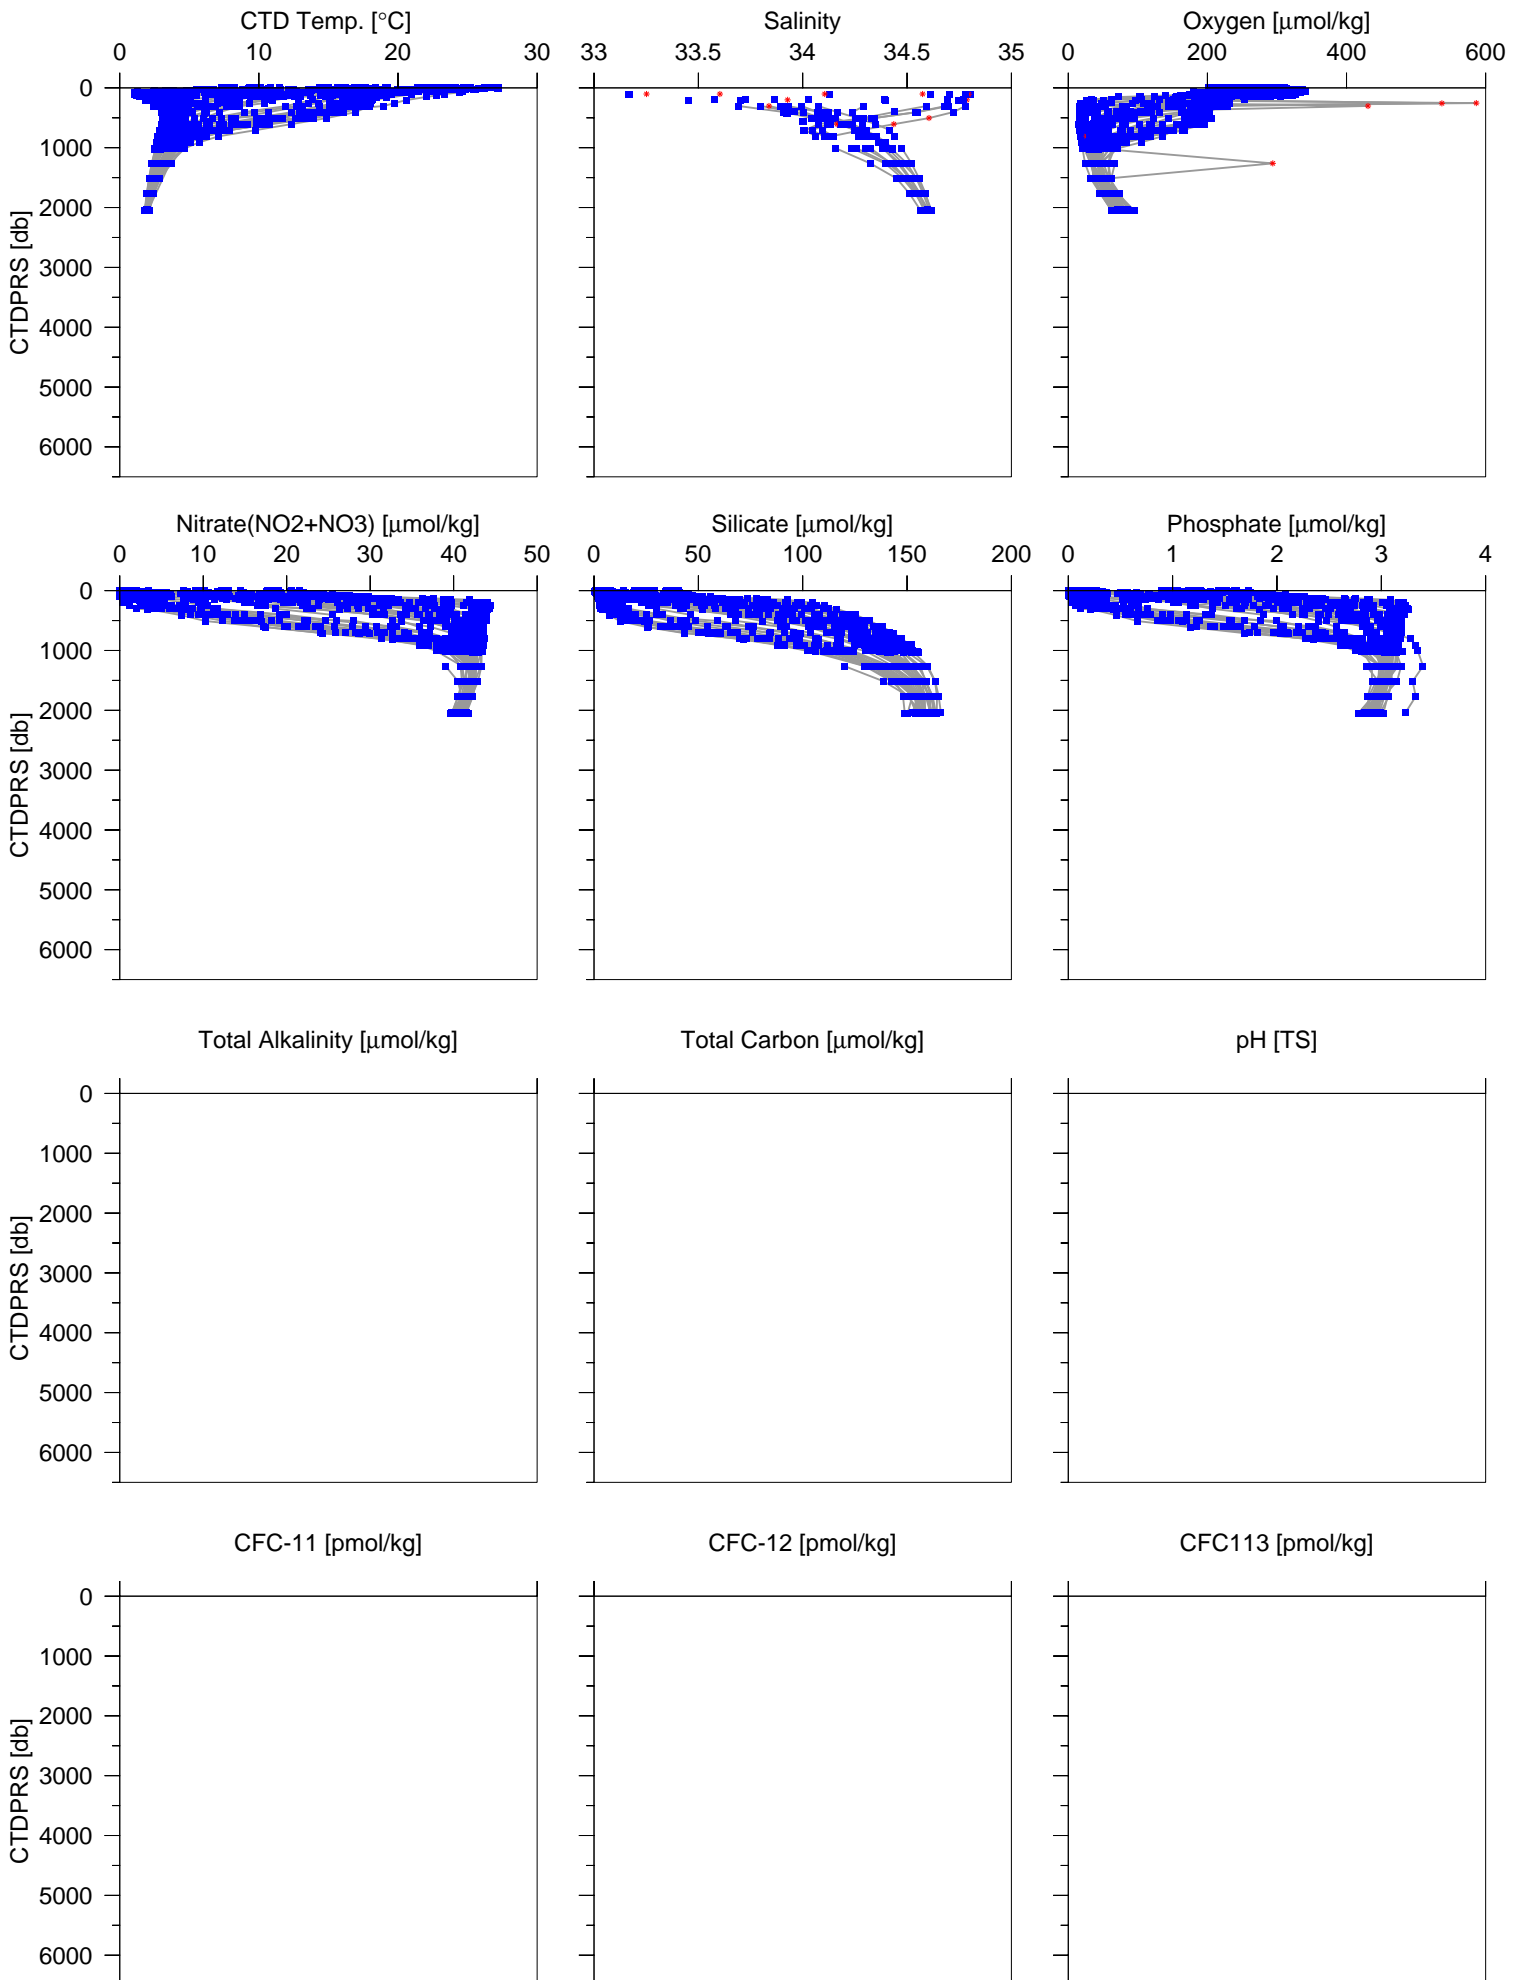 CTD Temp. [°C] Salinity Oxygen [μmol/kg]
0 10 20 30 33 33.5 34 34.5 35 0 200 400 600
0
1000
2000
3000
4000
5000
6000
CTDPRS [db]
Nitrate(NO2+NO3) [μmol/kg] Silicate [μmol/kg] Phosphate [μmol/kg]
0 10 20 30 40 50 0 50 100 150 200 0 1 2 3 4
0
1000
2000
3000
4000
5000
6000
CTDPRS [db]
Total Alkalinity [μmol/kg] Total Carbon [μmol/kg] pH [TS]
0
1000
2000
3000
4000
5000
6000
CTDPRS [db]
CFC-11 [pmol/kg] CFC-12 [pmol/kg] CFC113 [pmol/kg]
0
1000
2000
3000
4000
5000
6000
CTDPRS [db]